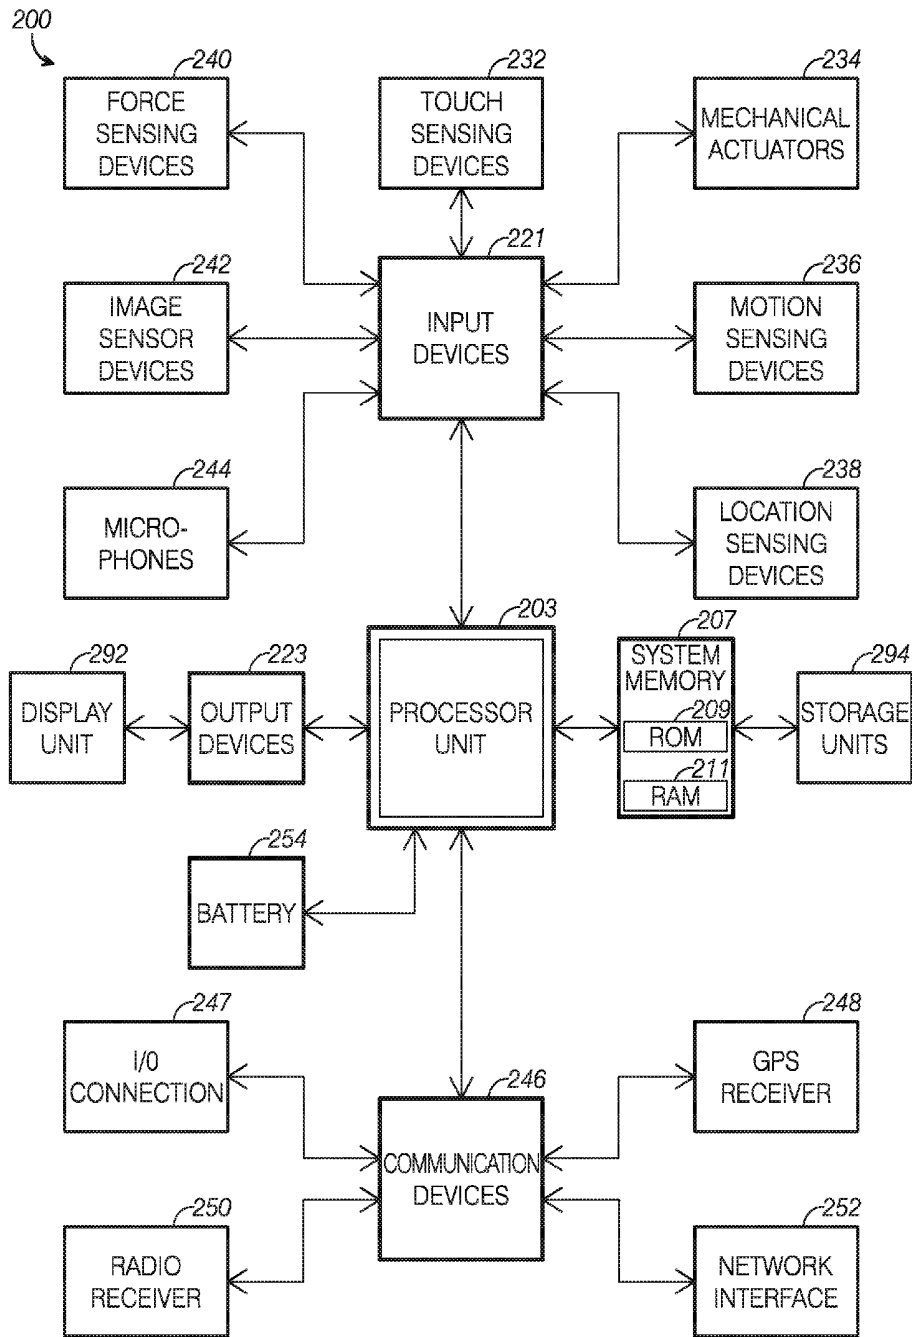 200
240
FORCE
SENSING
DEVICES
232
TOUCH
SENSING
DEVICES
234
MECHANICAL
ACTUATORS
242
IMAGE
SENSOR
DEVICES
221
INPUT
DEVICES
236
MOTION
SENSING
DEVICES
244
MICRO-
PHONES
238
LOCATION
SENSING
DEVICES
292
DISPLAY
UNIT
223
OUTPUT
DEVICES
203
PROCESSOR
UNIT
207
SYSTEM
MEMORY
209
ROM
211
RAM
294
STORAGE
UNITS
254
BATTERY
247
I/0
CONNECTION
246
COMMUNICATION
DEVICES
248
GPS
RECEIVER
250
RADIO
RECEIVER
252
NETWORK
INTERFACE